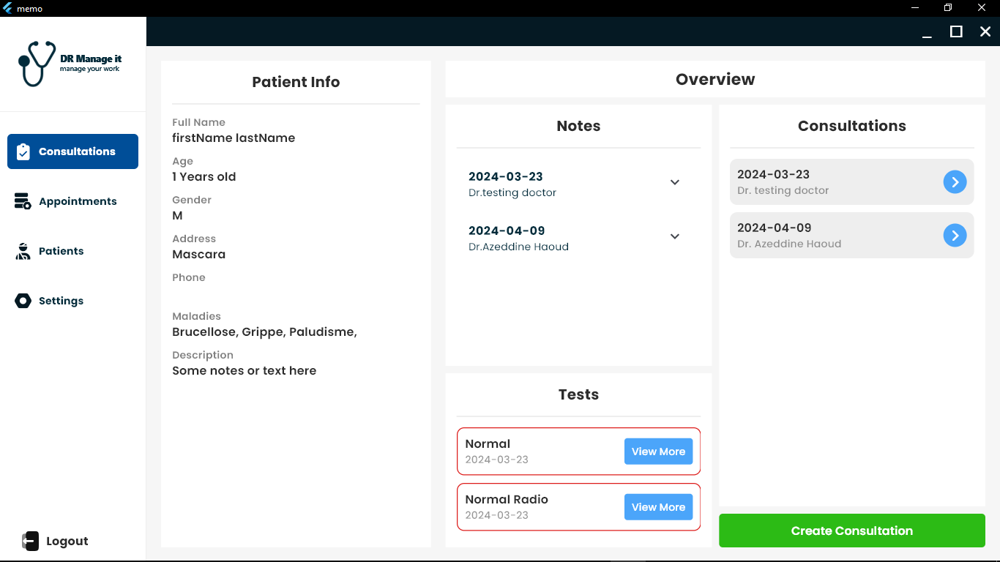 memo
DR Manage it
manage your work
Consultations
Appointments
Patients
Settings
Logout
Patient Info
Full Name
firstName lastName
Age
1 Years old
Gender
M
Address
Mascara
Phone
Maladies
Brucellose, Grippe, Paludisme,
Description
Some notes or text here
Overview
Notes
2024-03-23
Dr.testing doctor
2024-04-09
Dr.Azeddine Haoud
Tests
Normal
2024-03-23
View More
Normal Radio
2024-03-23
View More
Consultations
2024-03-23
Dr. testing doctor
2024-04-09
Dr. Azeddine Haoud
Create Consultation